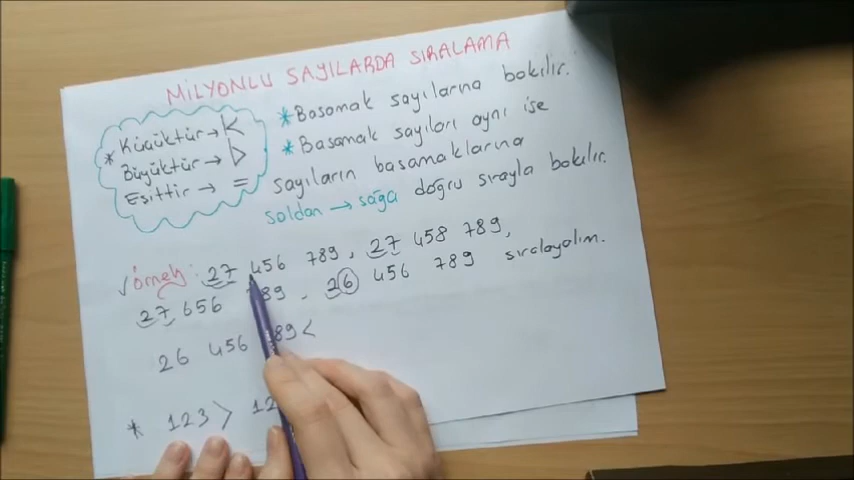 MİLYONLU SAYILARDA SIRALAMA
* Küçüktür → <
Büyüktür → >
Eşittir → =
* Basamak sayılarına bakılır.
* Basamak sayıları aynı ise
sayıların basamaklarına
soldan → sağa doğru sırayla bakılır.
√ örnek: 27 456 789, 27 458 789,
27 656 89, 26 456 789 sıralayalım.
26 456 89 <
* 123 > 12